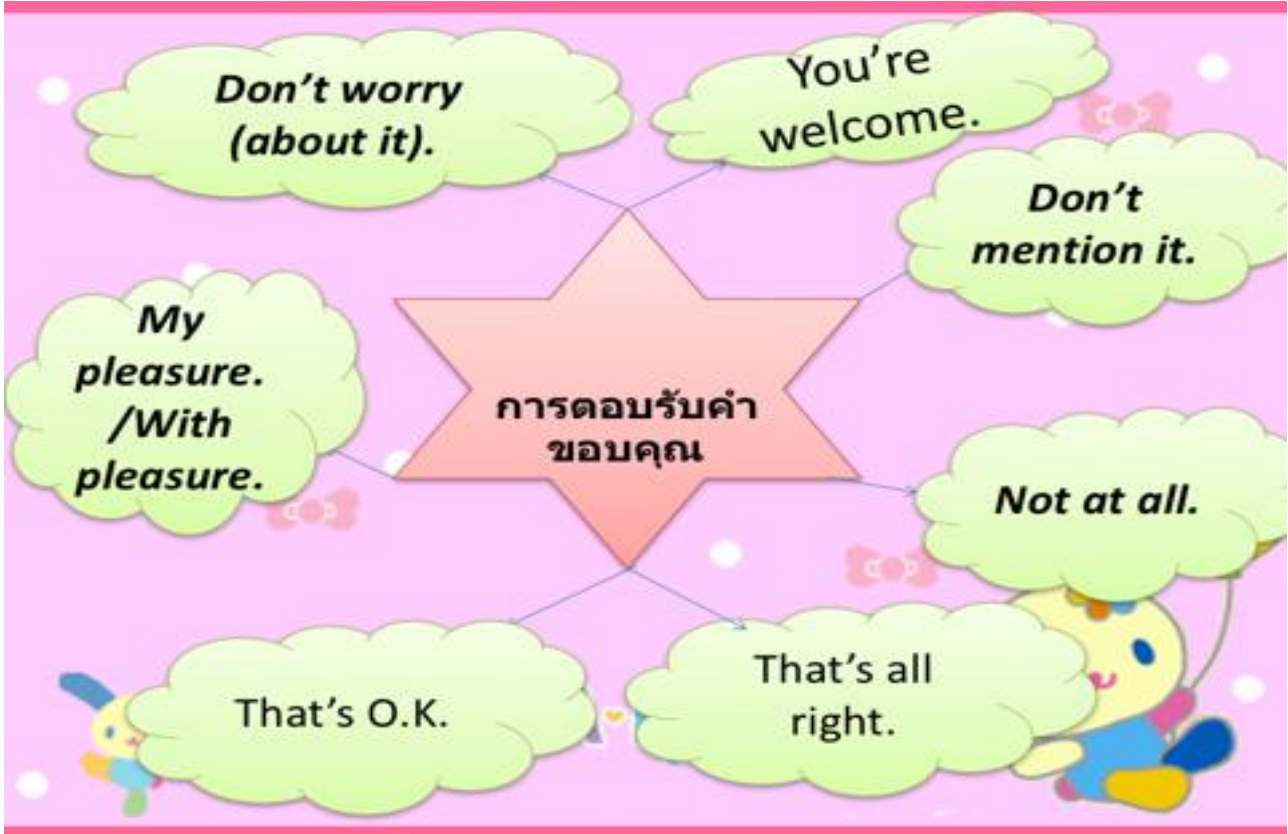 Don’t worry
(about it).
You’re
welcome.
Don’t
mention it.
My
pleasure.
/With
pleasure.
การตอบรับคำ
ขอบคุณ
Not at all.
That’s O.K.
That’s all
right.